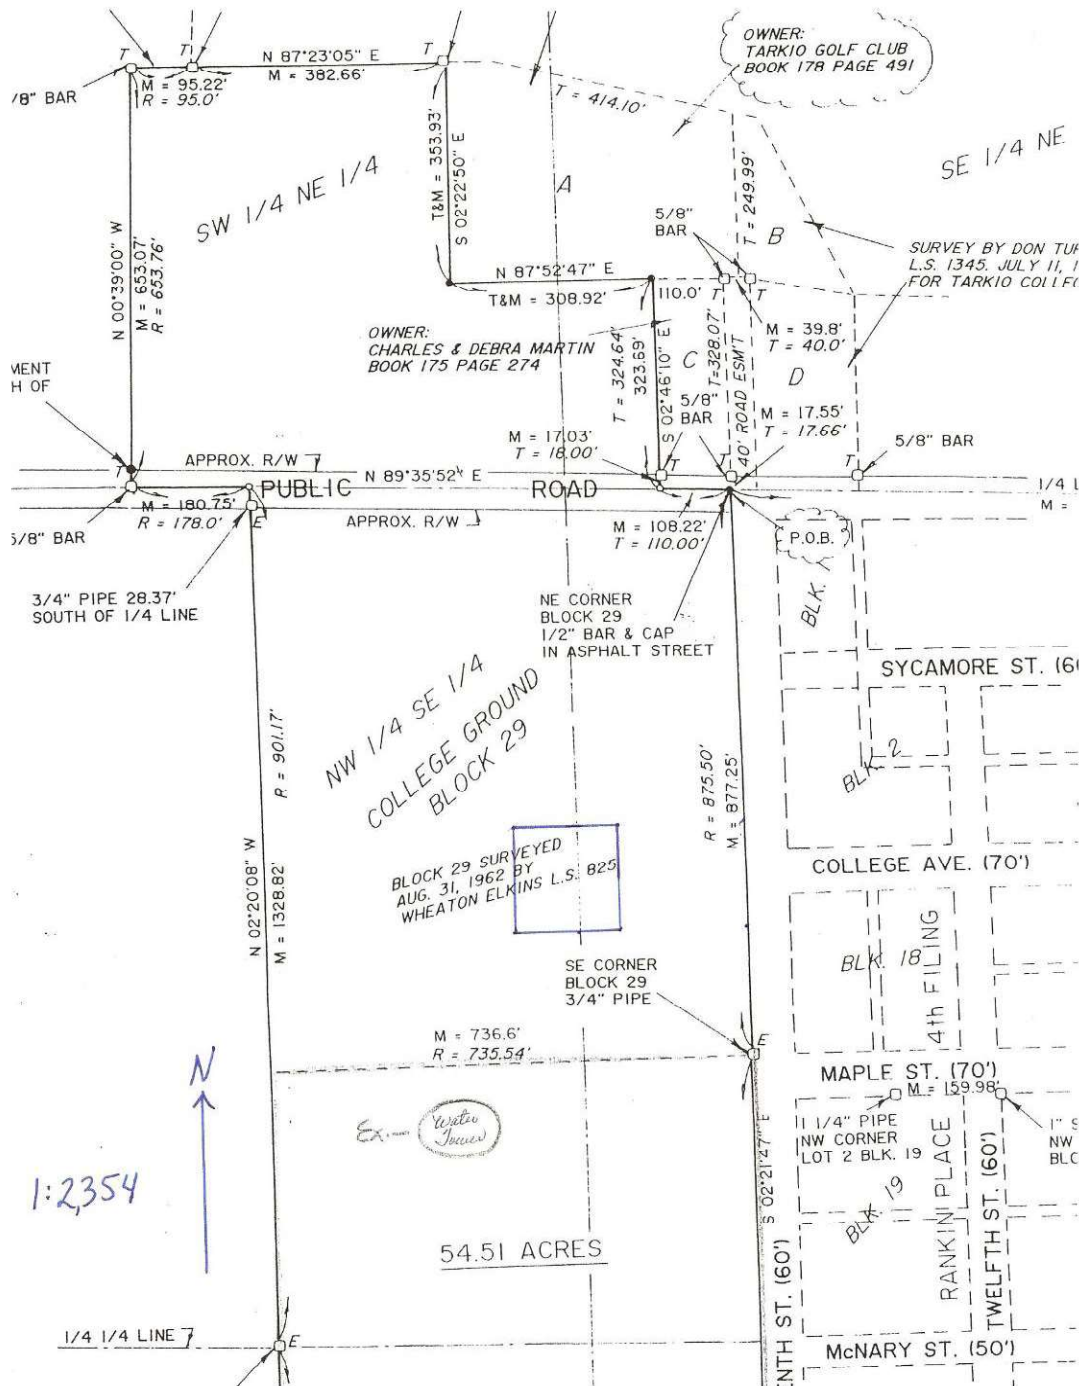 OWNER:
TARKIO GOLF CLUB
BOOK 178 PAGE 491
T
T
N 87°23'05" E
M = 382.66'
T
M = 95.22'
R = 95.0'
/8" BAR
T = 414.10'
SE 1/4 NE
SW 1/4 NE 1/4
T&M = 353.93'
S 02°22'50" E
A
T = 249.99'
B
5/8"
BAR
SURVEY BY DON
L.S. 1345. JULY 11, 1
FOR TARKIO
N 00°39'00" W
M = 653.07'
R = 653.76'
N 87°52'47" E
T&M = 308.92'
110.0'
T
T
M = 39.8'
T = 40.0'
OWNER:
CHARLES & DEBRA MARTIN
BOOK 175 PAGE 274
T = 324.64'
323.69'
S 02°46'10" E
C
T=328.07'
40' ROAD ESM'T
D
5/8"
BAR
MENT
H OF
M = 17.03'
T = 18.00'
M = 17.55'
T = 17.66'
5/8" BAR
T
T
T
T
APPROX. R/W
N 89°35'52" E
PUBLIC ROAD
1/4 L
M =
M = 180.75'
R = 178.0'
E
APPROX. R/W
M = 108.22'
T = 110.00'
P.O.B.
5/8" BAR
3/4" PIPE 28.37'
SOUTH OF 1/4 LINE
NE CORNER
BLOCK 29
1/2" BAR & CAP
IN ASPHALT STREET
BLK. 1
SYCAMORE ST. (60
NW 1/4 SE 1/4
COLLEGE GROUND
BLOCK 29
R = 901.17'
N 02°20'08" W
M = 1328.82'
R = 875.50'
M = 877.25'
BLK. 2
COLLEGE AVE. (70')
BLOCK 29 SURVEYED
AUG. 31, 1962 BY
WHEATON ELKINS L.S. 825
BLK. 18
4th FILING
SE CORNER
BLOCK 29
3/4" PIPE
M = 736.6'
R = 735.54'
E
MAPLE ST. (70')
M = 159.98'
N
Ex.—
Water
Tower
1:2,354
1 1/4" PIPE
NW CORNER
LOT 2 BLK. 19
1" S
NW
BLO
S 02°21'47" E
BLK. 19
RANKIN PLACE
TWELFTH ST. (60')
54.51 ACRES
ENTH ST. (60')
1/4 1/4 LINE
E
McNARY ST. (50')